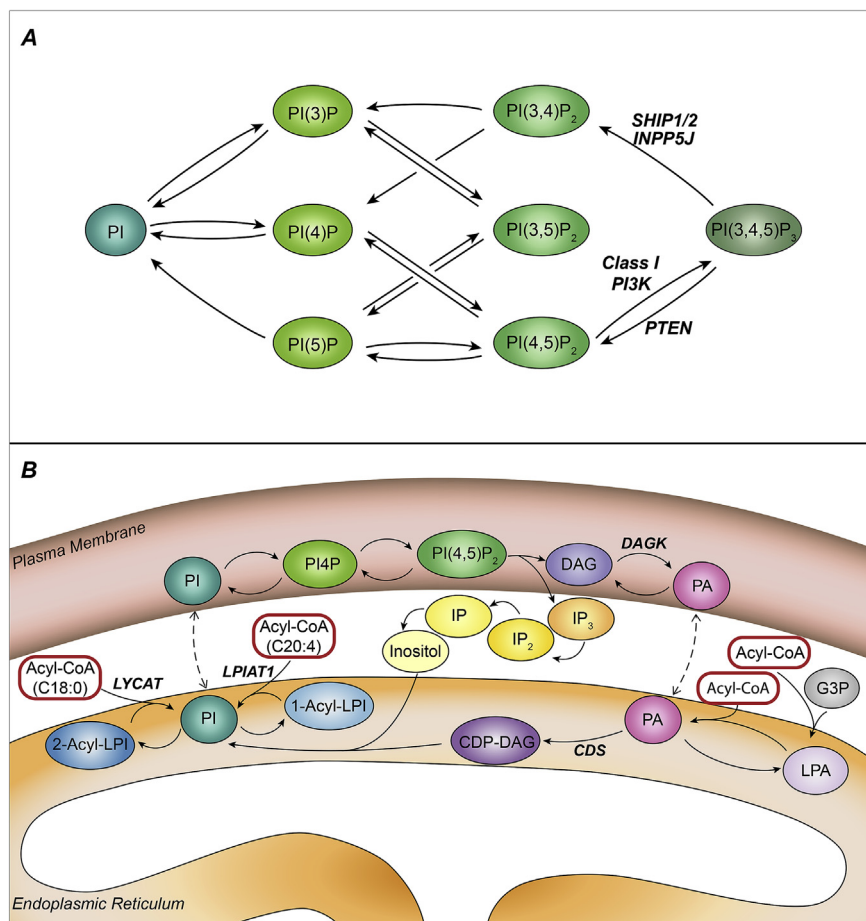 A
PI(3)P
PI(3,4)P2
SHIP1/2
INPP5J
PI
PI(4)P
PI(3,5)P2
PI(3,4,5)P3
Class I
PI3K
PI(5)P
PI(4,5)P2
PTEN
B
Plasma Membrane
PI
PI4P
PI(4,5)P2
DAG
DAGK
PA
IP
IP2
IP3
Inositol
Acyl-CoA
(C18:0)
LYCAT
LPIAT1
Acyl-CoA
(C20:4)
Acyl-CoA
Acyl-CoA
G3P
2-Acyl-LPI
PI
1-Acyl-LPI
CDP-DAG
CDS
PA
LPA
Endoplasmic Reticulum